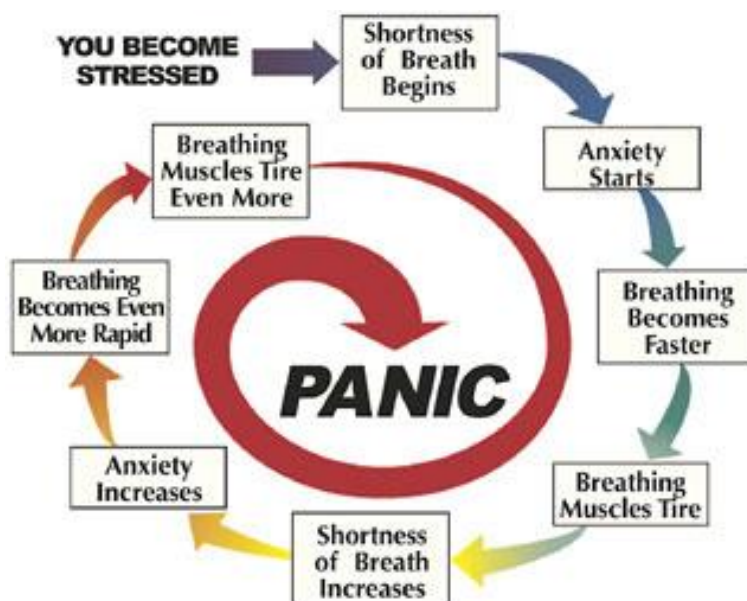 YOU BECOME
STRESSED
Shortness
of Breath
Begins
Anxiety
Starts
Breathing
Becomes
Faster
Breathing
Muscles Tire
Shortness
of Breath
Increases
Anxiety
Increases
Breathing
Becomes Even
More Rapid
Breathing
Muscles Tire
Even More
PANIC